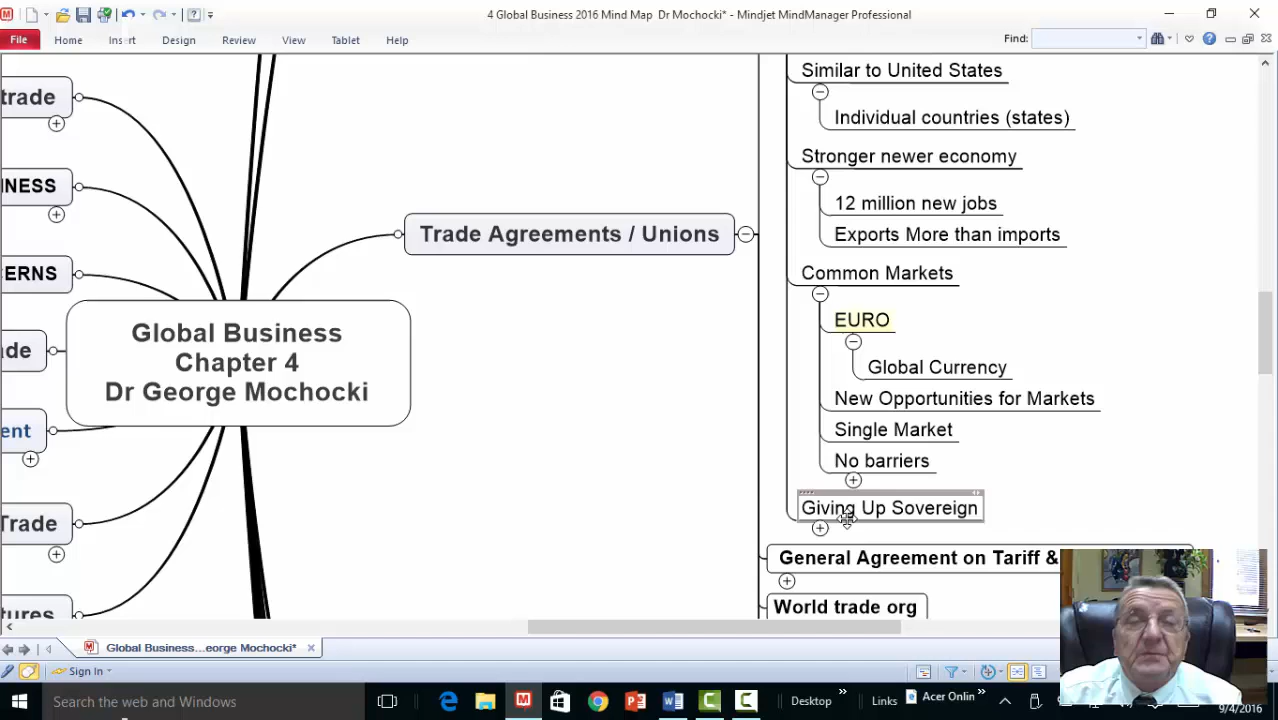 4 Global Business 2016 Mind Map Dr Mochocki* - Mindjet MindManager Professional
File Home Insert Design Review View Tablet Help Find:
Similar to United States
trade
Individual countries (states)
Stronger newer economy
INESS
12 million new jobs
Trade Agreements / Unions
Exports More than imports
ERNS
Common Markets
EURO
Global Business
Chapter 4
Dr George Mochocki
ade
Global Currency
New Opportunities for Markets
ent
Single Market
No barriers
Giving Up Sovereign
Trade
General Agreement on Tariff &
World trade org
tures
Global Business...eorge Mochocki*
Sign In
Search the web and Windows
Desktop
Links
Acer Onlin
9/4/2016